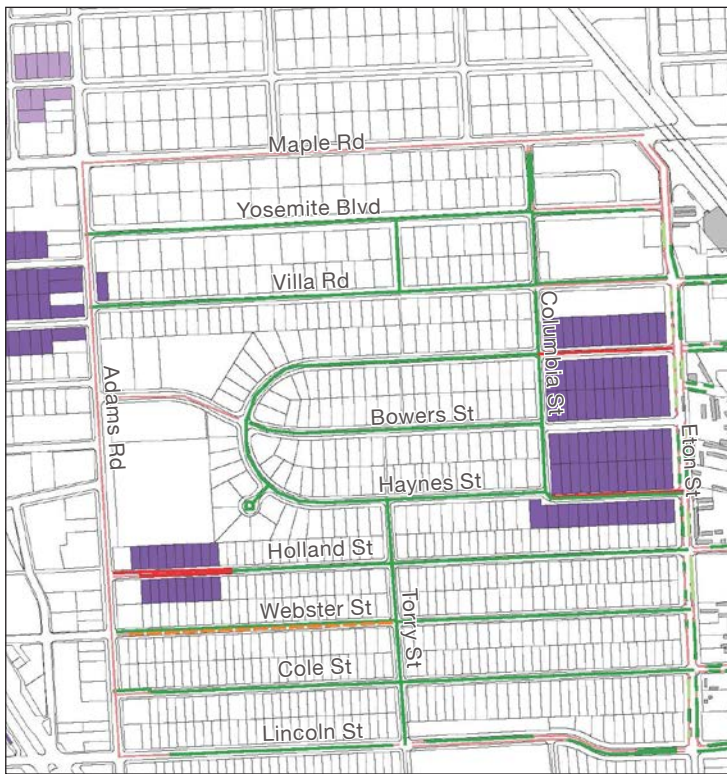 Maple Rd
Yosemite Blvd
Villa Rd
Columbia St
Adams Rd
Bowers St
Eton St
Haynes St
Holland St
Webster St
Torry St
Cole St
Lincoln St